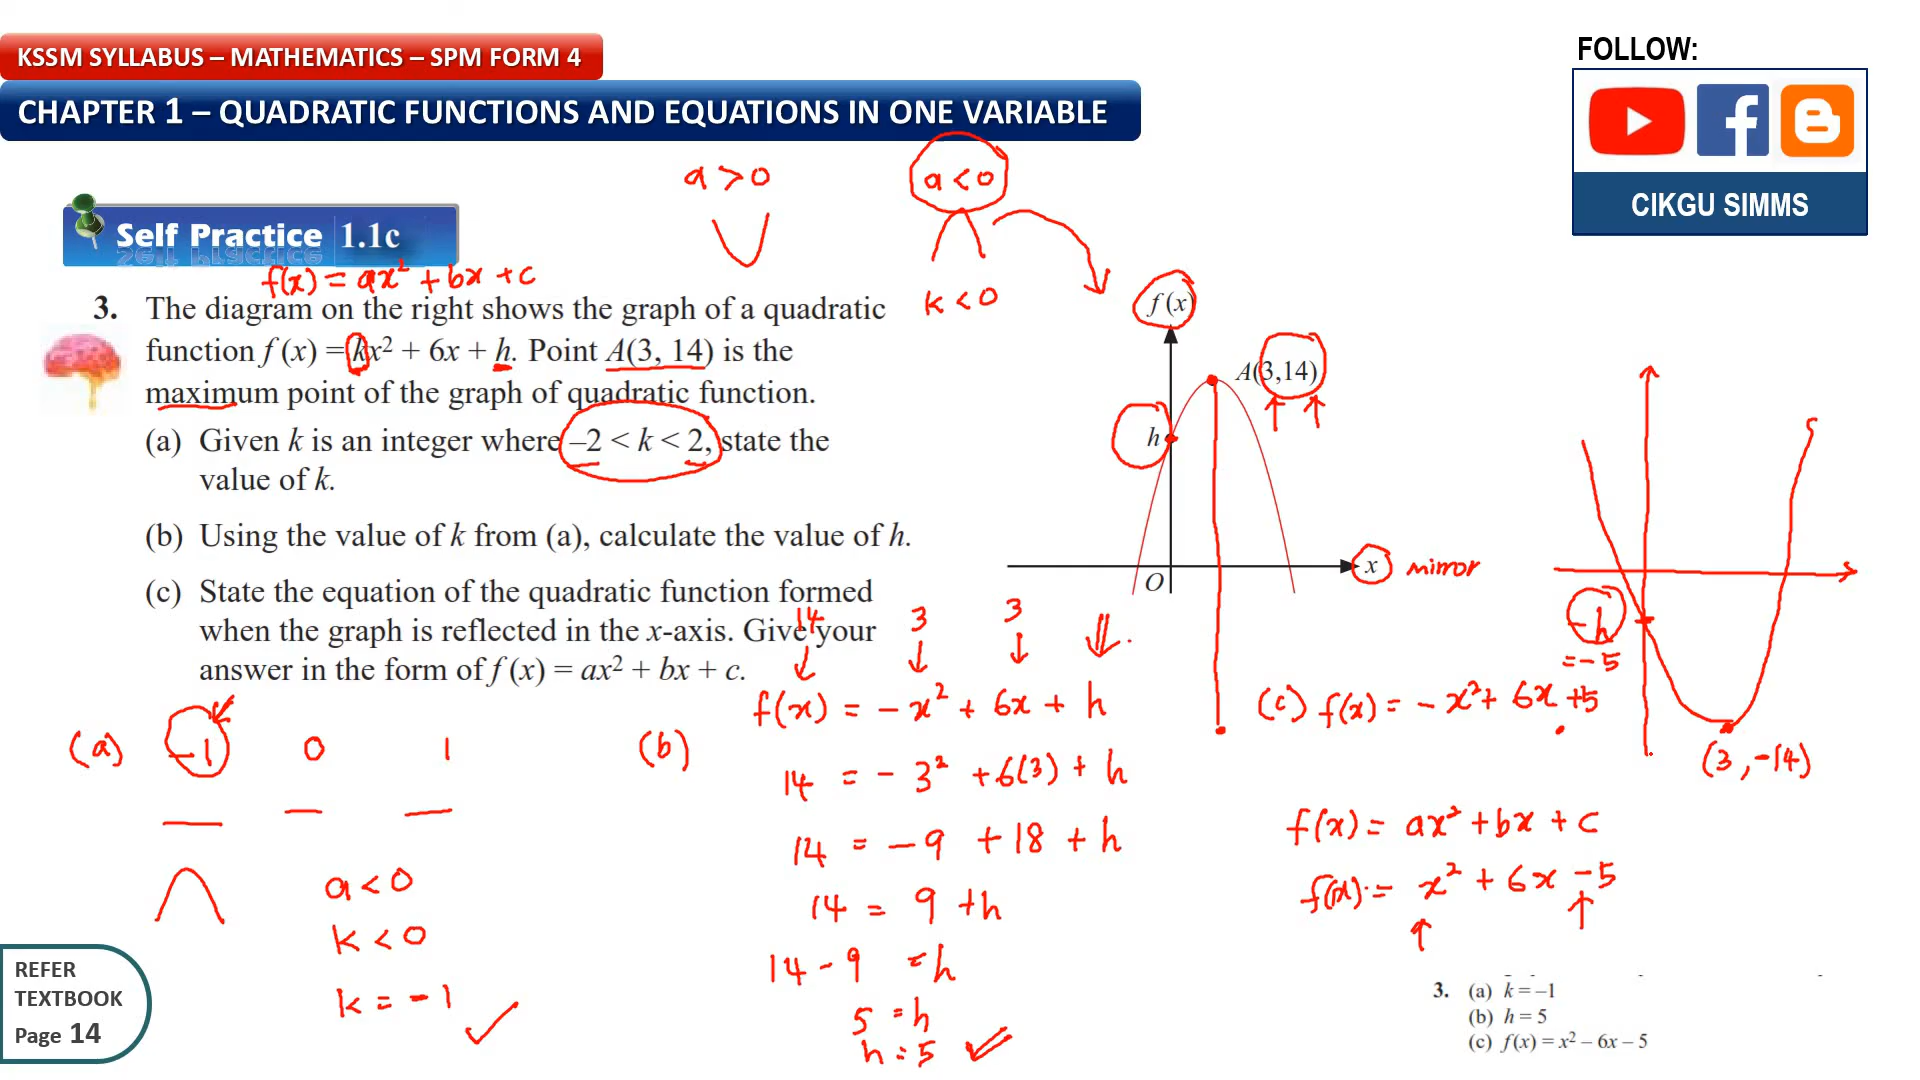 KSSM SYLLABUS – MATHEMATICS – SPM FORM 4
FOLLOW:
CHAPTER 1 – QUADRATIC FUNCTIONS AND EQUATIONS IN ONE VARIABLE
CIKGU SIMMS
a > 0
a < 0
k < 0
Self Practice 1.1c
f(x) = ax² + bx + c
3. The diagram on the right shows the graph of a quadratic
function f (x) = kx² + 6x + h. Point A(3, 14) is the
maximum point of the graph of quadratic function.
(a) Given k is an integer where –2 < k < 2, state the
value of k.
(b) Using the value of k from (a), calculate the value of h.
(c) State the equation of the quadratic function formed
when the graph is reflected in the x-axis. Give your
answer in the form of f (x) = ax² + bx + c.
f (x)
A(3,14)
h
O
x
mirror
-h
= -5
(3, -14)
(a) -1 0 1
a < 0
k < 0
k = -1
(b)
14 3 3
f(x) = - x² + 6x + h
14 = - 3² + 6(3) + h
14 = - 9 + 18 + h
14 = 9 + h
14 - 9 = h
5 = h
h = 5
(c) f(x) = - x² + 6x + 5
f(x) = ax² + bx + c
f(x) = x² + 6x - 5
REFER
TEXTBOOK
Page 14
3. (a) k = –1
(b) h = 5
(c) f(x) = x² – 6x – 5